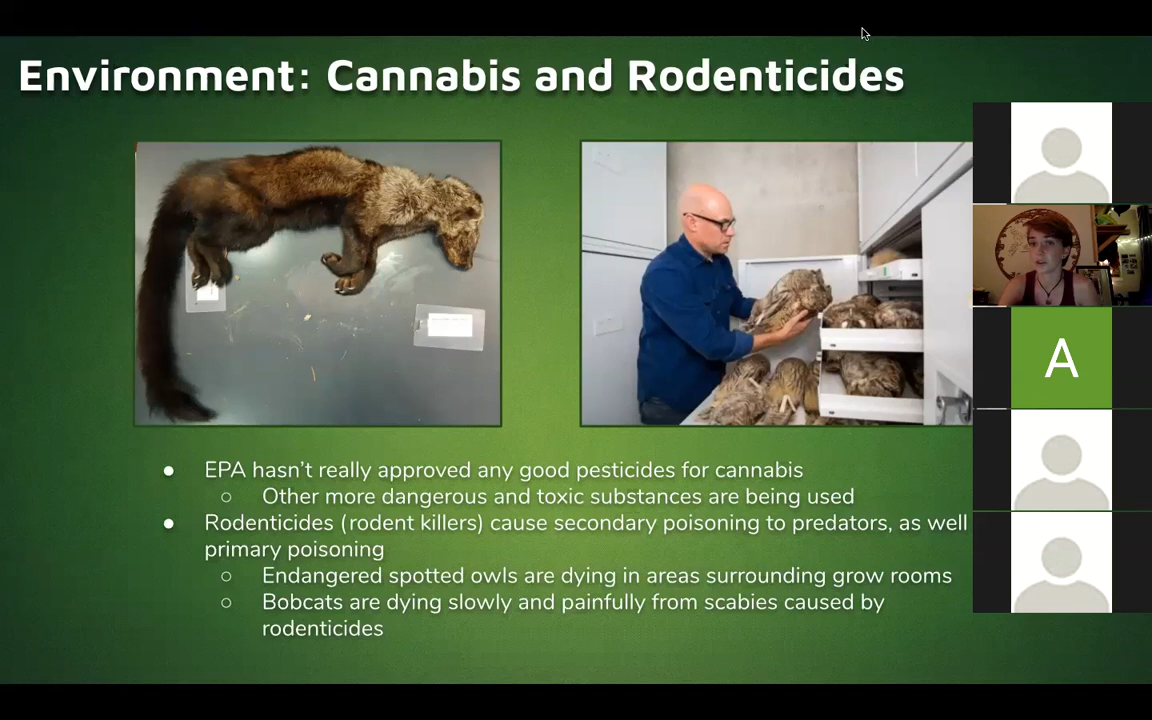 Environment: Cannabis and Rodenticides
A
● EPA hasn’t really approved any good pesticides for cannabis
○ Other more dangerous and toxic substances are being used
● Rodenticides (rodent killers) cause secondary poisoning to predators, as well
primary poisoning
○ Endangered spotted owls are dying in areas surrounding grow rooms
○ Bobcats are dying slowly and painfully from scabies caused by
rodenticides